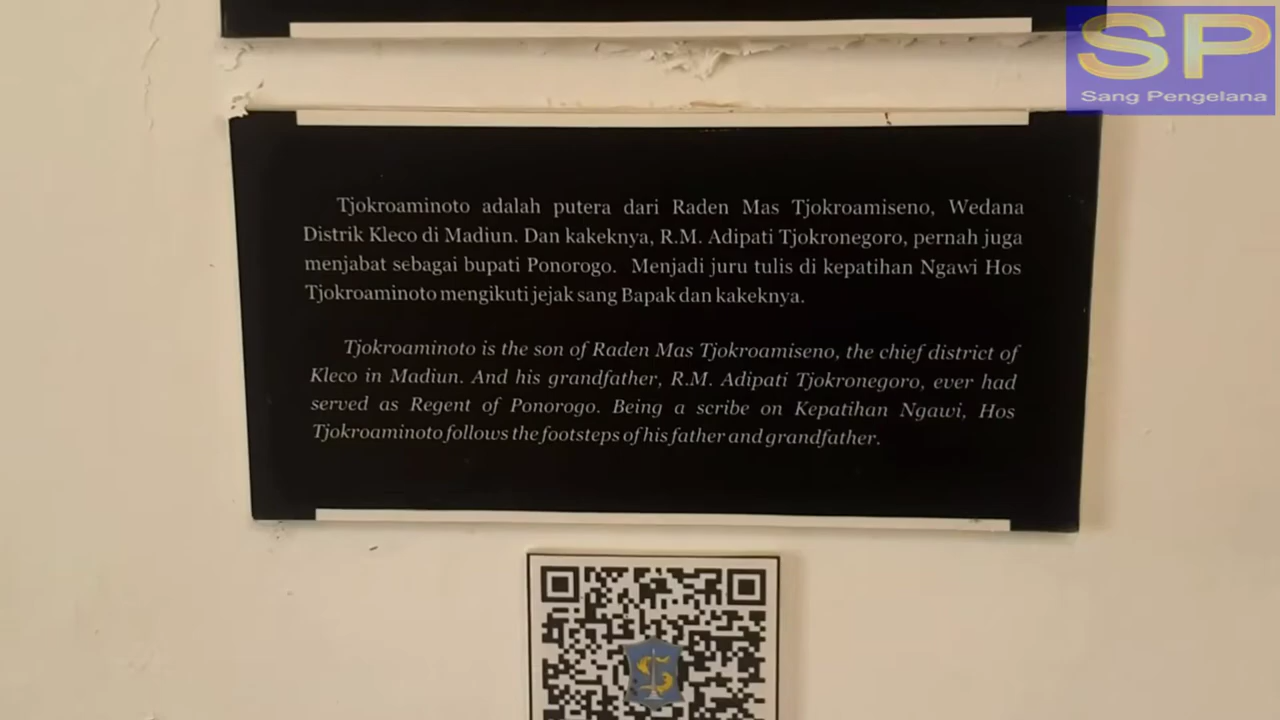 SP
Sang Pengelana
Tjokroaminoto adalah putera dari Raden Mas Tjokroamiseno, Wedana
Distrik Kleco di Madiun. Dan kakeknya, R.M. Adipati Tjokronegoro, pernah juga
menjabat sebagai bupati Ponorogo. Menjadi juru tulis di kepatihan Ngawi Hos
Tjokroaminoto mengikuti jejak sang Bapak dan kakeknya.
Tjokroaminoto is the son of Raden Mas Tjokroamiseno, the chief district of
Kleco in Madiun. And his grandfather, R.M. Adipati Tjokronegoro, ever had
served as Regent of Ponorogo. Being a scribe on Kepatihan Ngawi, Hos
Tjokroaminoto follows the footsteps of his father and grandfather.